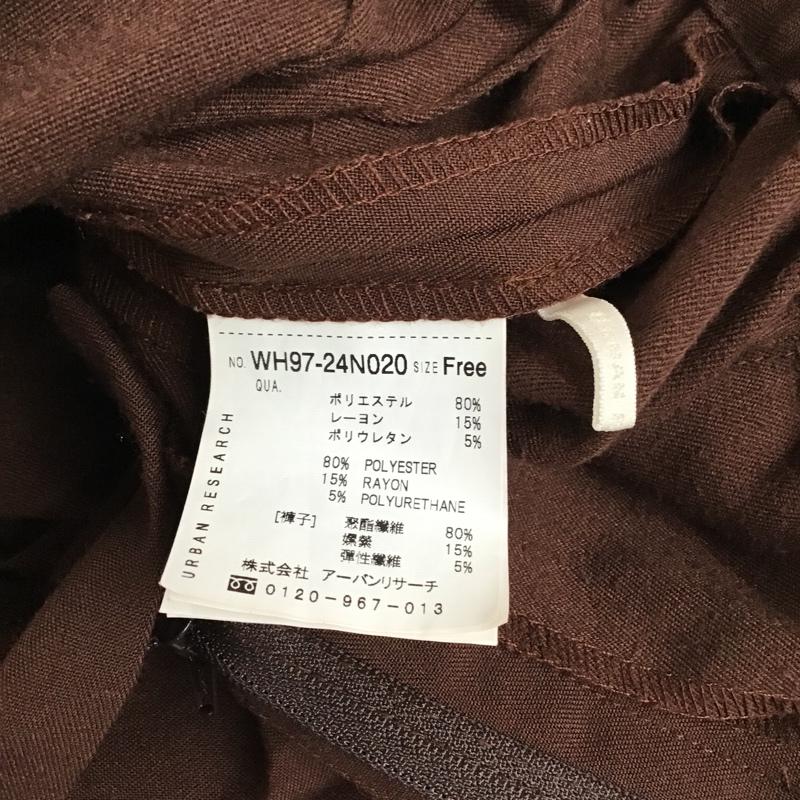 NO. WH97-24N020 SIZE Free
QUA.
ポリエステル 80%
レーヨン 15%
ポリウレタン 5%
80% POLYESTER
15% RAYON
5% POLYURETHANE
[褲子] 聚酯纖維 80%
嫘縈 15%
彈性纖維 5%
株式会社 アーバンリサーチ
0120-967-013
URBAN RESEARCH